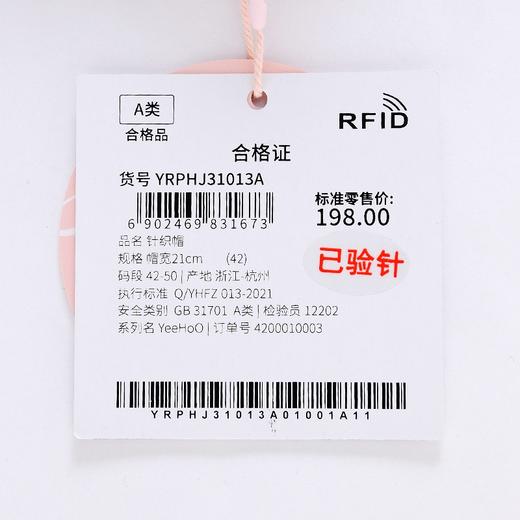 A类
合格品
RFID
合格证
货号 YRPHJ31013A
标准零售价:
198.00
6 902469 831673
品名 针织帽
规格 帽宽21cm (42)
已验针
码段 42-50 | 产地 浙江-杭州
执行标准 Q/YHFZ 013-2021
安全类别 GB 31701 A类 | 检验员 12202
系列名 YeeHoO | 订单号 4200010003
YRPHJ31013A01001A11